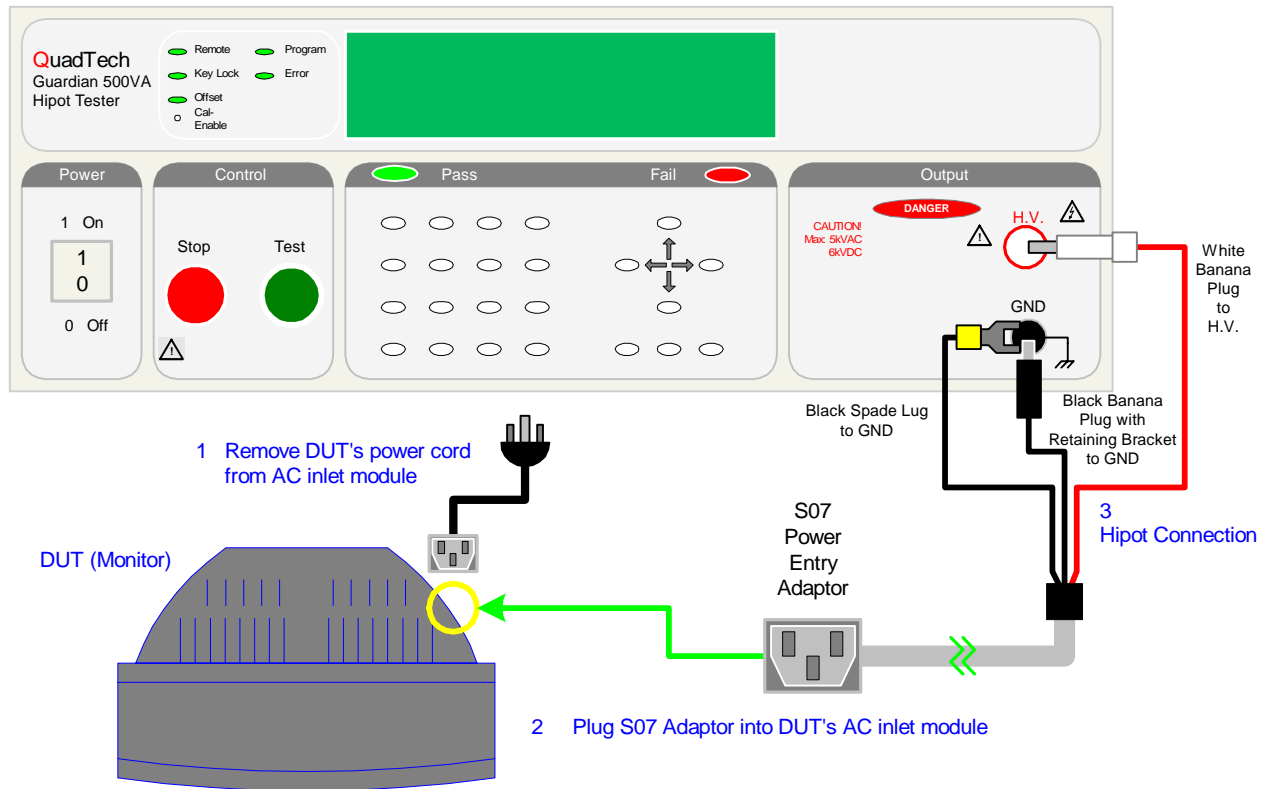 QuadTech
Guardian 500VA
Hipot Tester
Remote
Program
Key Lock
Error
Offset
Cal-
Enable
Power
Control
Pass
Fail
Output
1 On
1
0
0 Off
Stop
Test
DANGER
CAUTION!
Max: 5kVAC
6kVDC
H.V.
GND
White
Banana
Plug
to
H.V.
Black Spade Lug
to GND
Black Banana
Plug with
Retaining Bracket
to GND
1 Remove DUT's power cord
from AC inlet module
S07
Power
Entry
Adaptor
3
Hipot Connection
DUT (Monitor)
2 Plug S07 Adaptor into DUT's AC inlet module